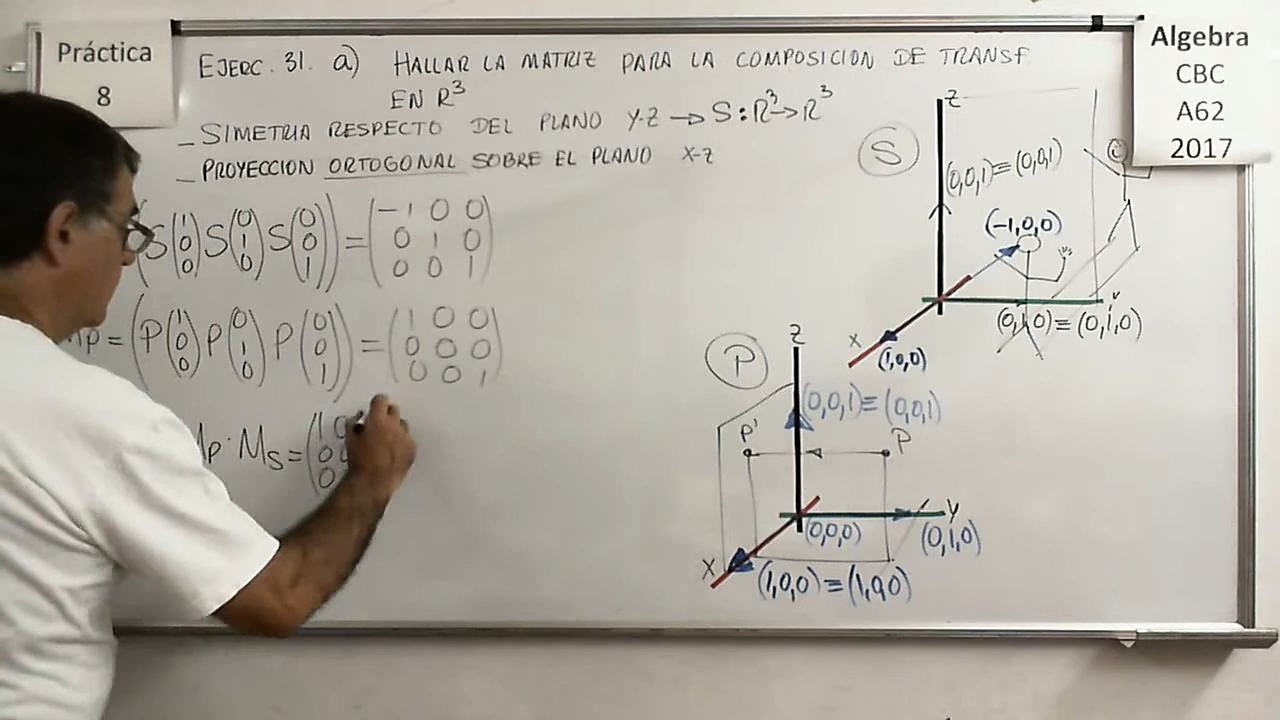 Práctica
8
EJERC. 31. a) HALLAR LA MATRIZ PARA LA COMPOSICION DE TRANSF
EN R³
_ SIMETRIA RESPECTO DEL PLANO Y-Z → S: R³→R³
_ PROYECCION ORTOGONAL SOBRE EL PLANO X-Z
Algebra
CBC
A62
2017
(S(1 0 0) S(0 1 0) S(0 0 1)) = (-1 0 0
0 1 0
0 0 1)
Mp = (P(1 0 0) P(0 1 0) P(0 0 1)) = (1 0 0
0 0 0
0 0 1)
Mp · Ms = (1 0
0 0
0
S
Z
(0,0,1)≡(0,0,1)
(-1,0,0)
X
(1,0,0)
(0,1,0)≡(0,1,0)
P
Z
(0,0,1)≡(0,0,1)
P'
P
Y
(0,0,0)
(0,1,0)
X
(1,0,0)≡(1,0,0)